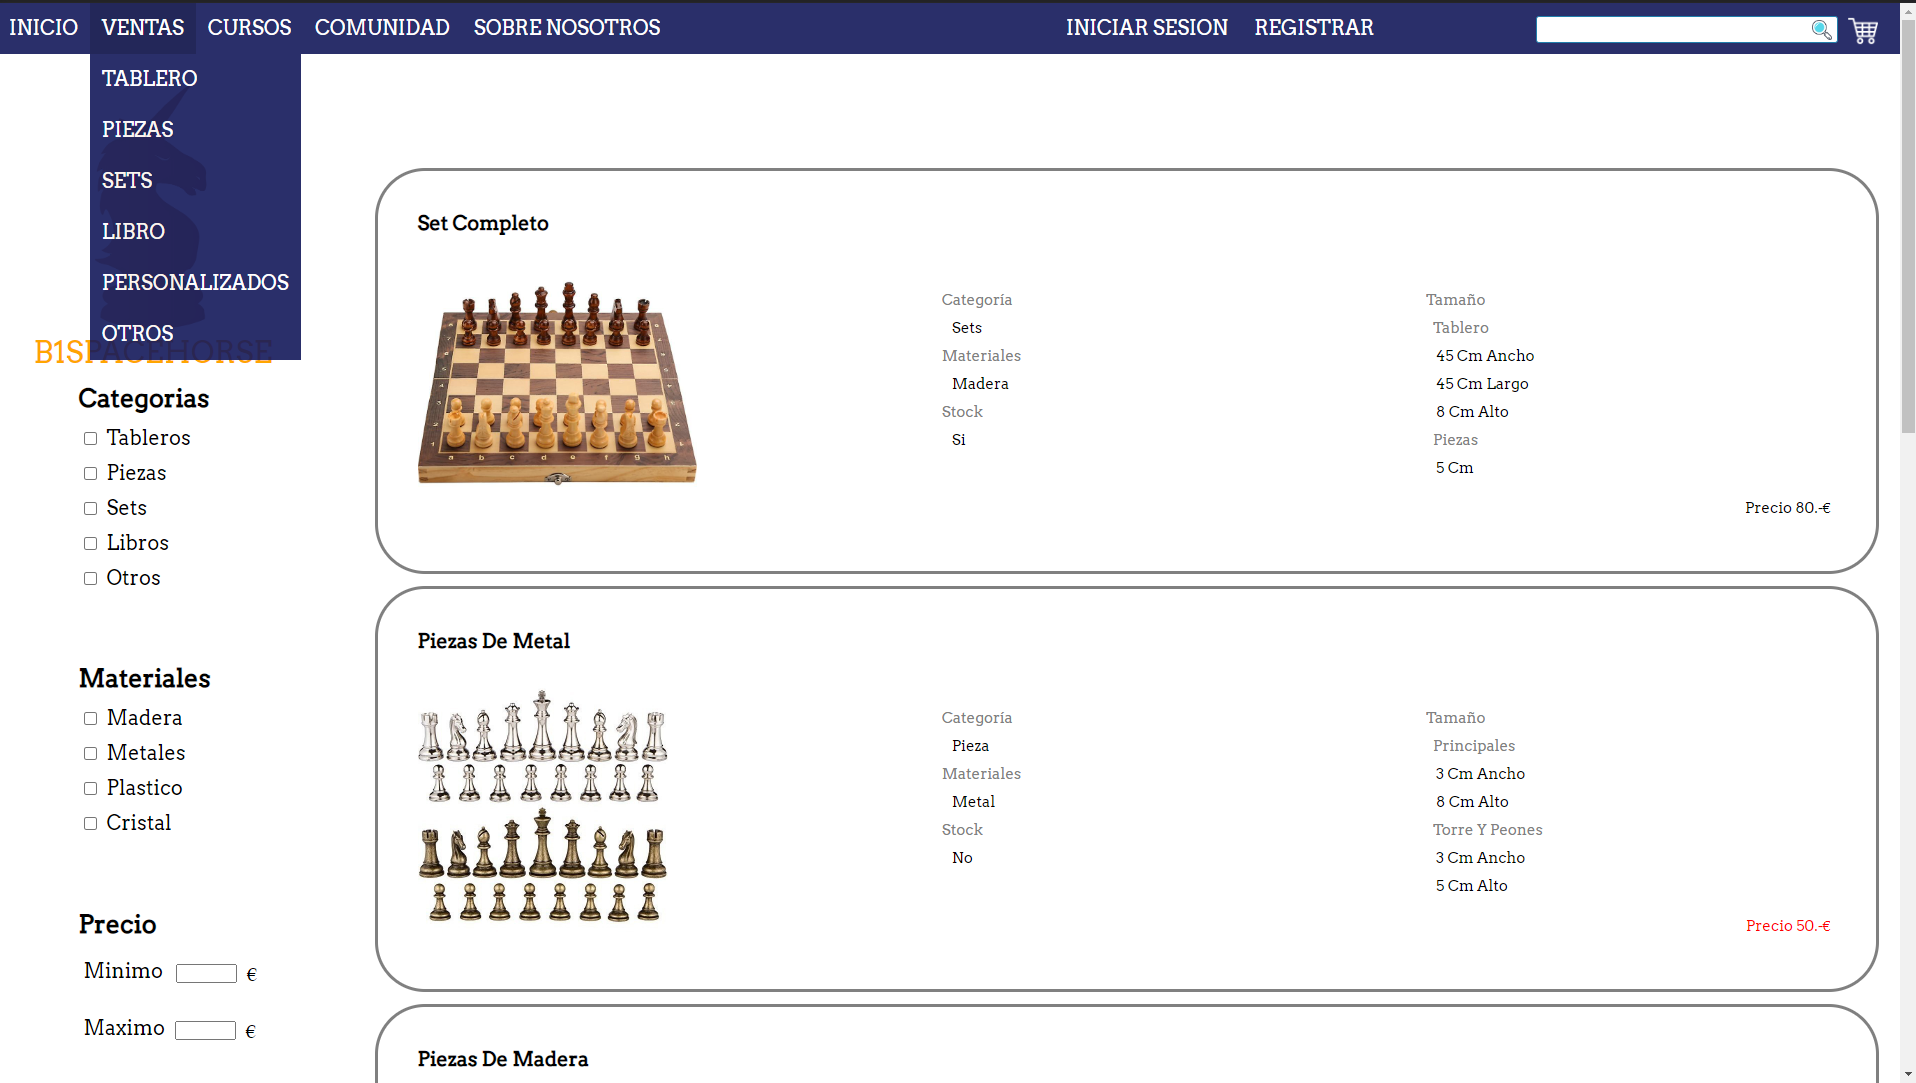 INICIO VENTAS CURSOS COMUNIDAD SOBRE NOSOTROS INICIAR SESION REGISTRAR
TABLERO
PIEZAS
SETS
LIBRO
PERSONALIZADOS
OTROS
B1SPACEHORSE
Categorias
Tableros
Piezas
Sets
Libros
Otros
Materiales
Madera
Metales
Plastico
Cristal
Precio
Minimo €
Maximo €
Set Completo
Categoría
Sets
Materiales
Madera
Stock
Si
Tamaño
Tablero
45 Cm Ancho
45 Cm Largo
8 Cm Alto
Piezas
5 Cm
Precio 80.-€
Piezas De Metal
Categoría
Pieza
Materiales
Metal
Stock
No
Tamaño
Principales
3 Cm Ancho
8 Cm Alto
Torre Y Peones
3 Cm Ancho
5 Cm Alto
Precio 50.-€
Piezas De Madera